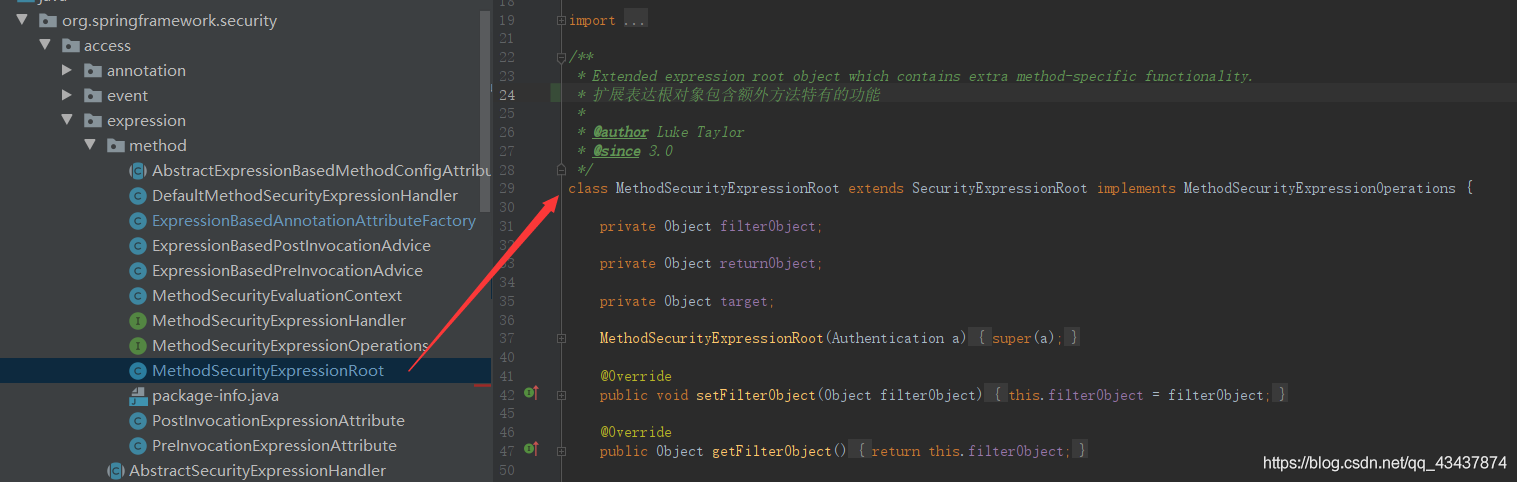 java
org.springframework.security
access
annotation
event
expression
method
AbstractExpressionBasedMethodConfigAttribu
DefaultMethodSecurityExpressionHandler
ExpressionBasedAnnotationAttributeFactory
ExpressionBasedPostInvocationAdvice
ExpressionBasedPreInvocationAdvice
MethodSecurityEvaluationContext
MethodSecurityExpressionHandler
MethodSecurityExpressionOperations
MethodSecurityExpressionRoot
package-info.java
PostInvocationExpressionAttribute
PreInvocationExpressionAttribute
AbstractSecurityExpressionHandler
18
19 import ...
21
22 /**
23 * Extended expression root object which contains extra method-specific functionality.
24 * 扩展表达根对象包含额外方法特有的功能
25 *
26 * @author Luke Taylor
27 * @since 3.0
28 */
29 class MethodSecurityExpressionRoot extends SecurityExpressionRoot implements MethodSecurityExpressionOperations {
30
31 private Object filterObject;
32
33 private Object returnObject;
34
35 private Object target;
36
37 MethodSecurityExpressionRoot(Authentication a) { super(a); }
40
41 @Override
42 public void setFilterObject(Object filterObject) { this.filterObject = filterObject; }
45
46 @Override
47 public Object getFilterObject() { return this.filterObject; }
50
https://blog.csdn.net/qq_43437874